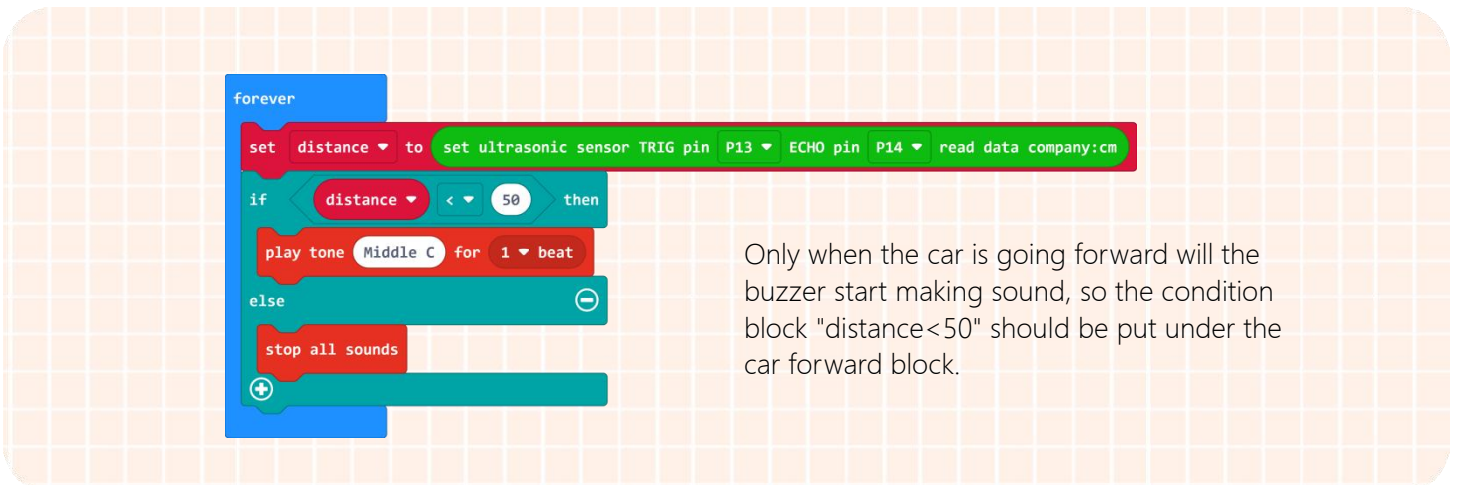 forever
set distance to set ultrasonic sensor TRIG pin P13 ECHO pin P14 read data company:cm
if distance < 50 then
play tone Middle C for 1 beat
else
stop all sounds
Only when the car is going forward will the
buzzer start making sound, so the condition
block "distance<50" should be put under the
car forward block.